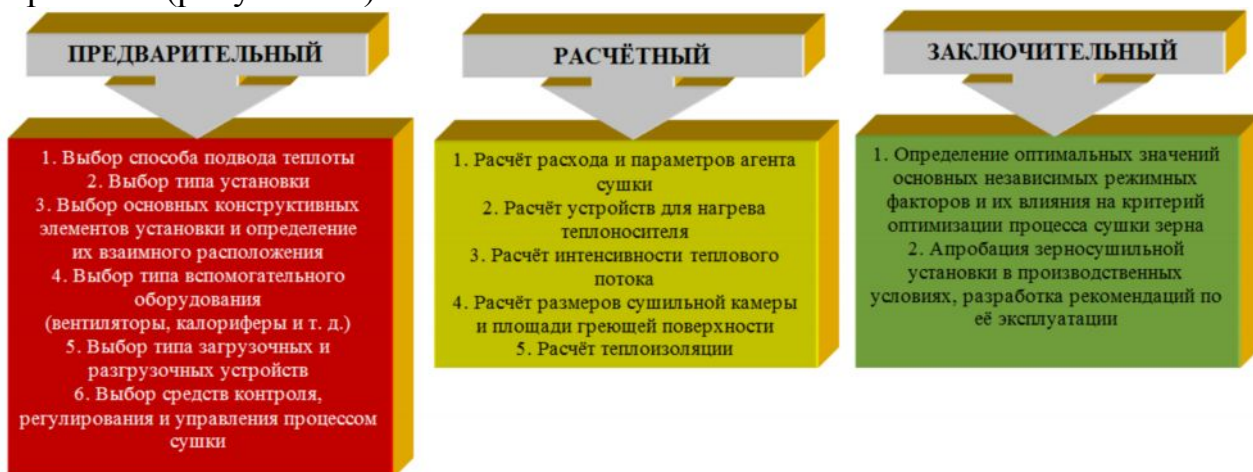 ПРЕДВАРИТЕЛЬНЫЙ
1. Выбор способа подвода теплоты
2. Выбор типа установки
3. Выбор основных конструктивных
элементов установки и определение
их взаимного расположения
4. Выбор типа вспомогательного
оборудования
(вентиляторы, калориферы и т. д.)
5. Выбор типа загрузочных и
разгрузочных устройств
6. Выбор средств контроля,
регулирования и управления процессом
сушки
РАСЧЁТНЫЙ
1. Расчёт расхода и параметров агента
сушки
2. Расчёт устройств для нагрева
теплоносителя
3. Расчёт интенсивности теплового
потока
4. Расчёт размеров сушильной камеры
и площади греющей поверхности
5. Расчёт теплоизоляции
ЗАКЛЮЧИТЕЛЬНЫЙ
1. Определение оптимальных значений
основных независимых режимных
факторов и их влияния на критерий
оптимизации процесса сушки зерна
2. Апробация зерносушильной
установки в производственных
условиях, разработка рекомендаций по
её эксплуатации